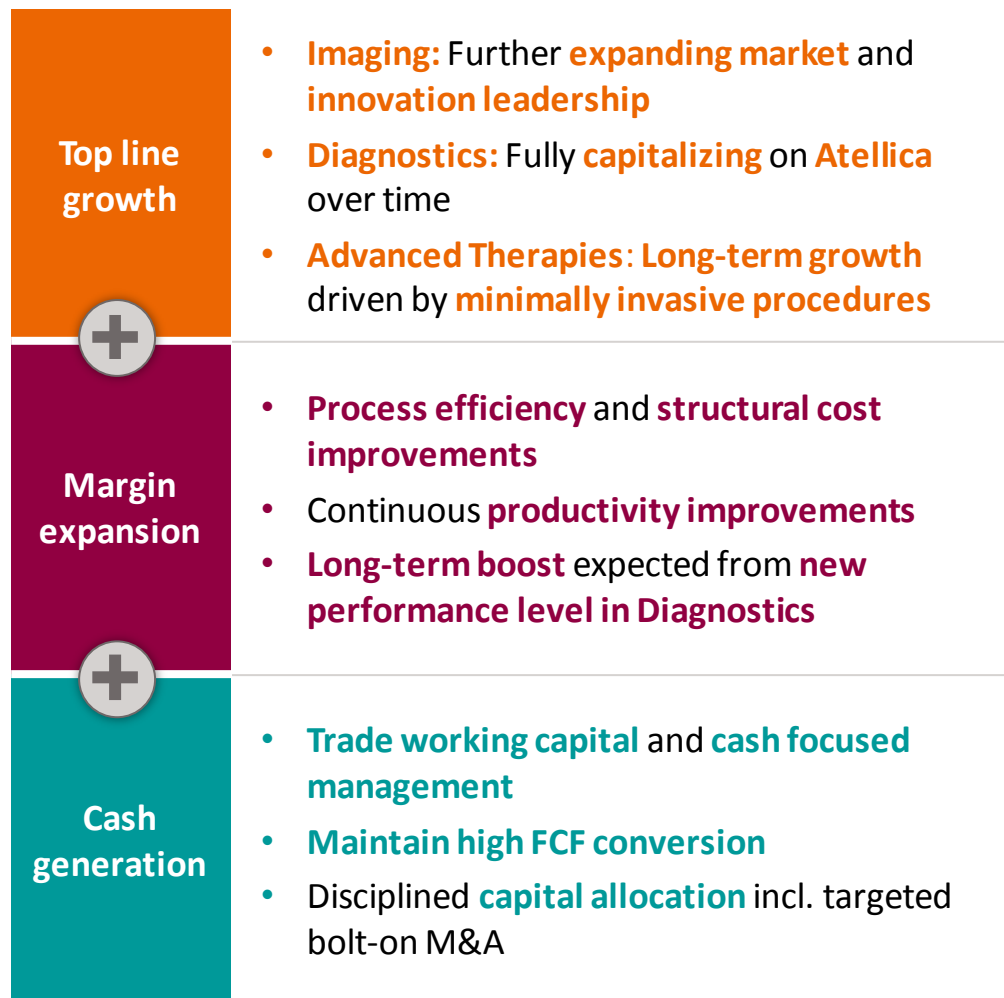 Top line
growth
• Imaging: Further expanding market and
innovation leadership
• Diagnostics: Fully capitalizing on Atellica
over time
• Advanced Therapies: Long-term growth
driven by minimally invasive procedures
Margin
expansion
• Process efficiency and structural cost
improvements
• Continuous productivity improvements
• Long-term boost expected from new
performance level in Diagnostics
Cash
generation
• Trade working capital and cash focused
management
• Maintain high FCF conversion
• Disciplined capital allocation incl. targeted
bolt-on M&A